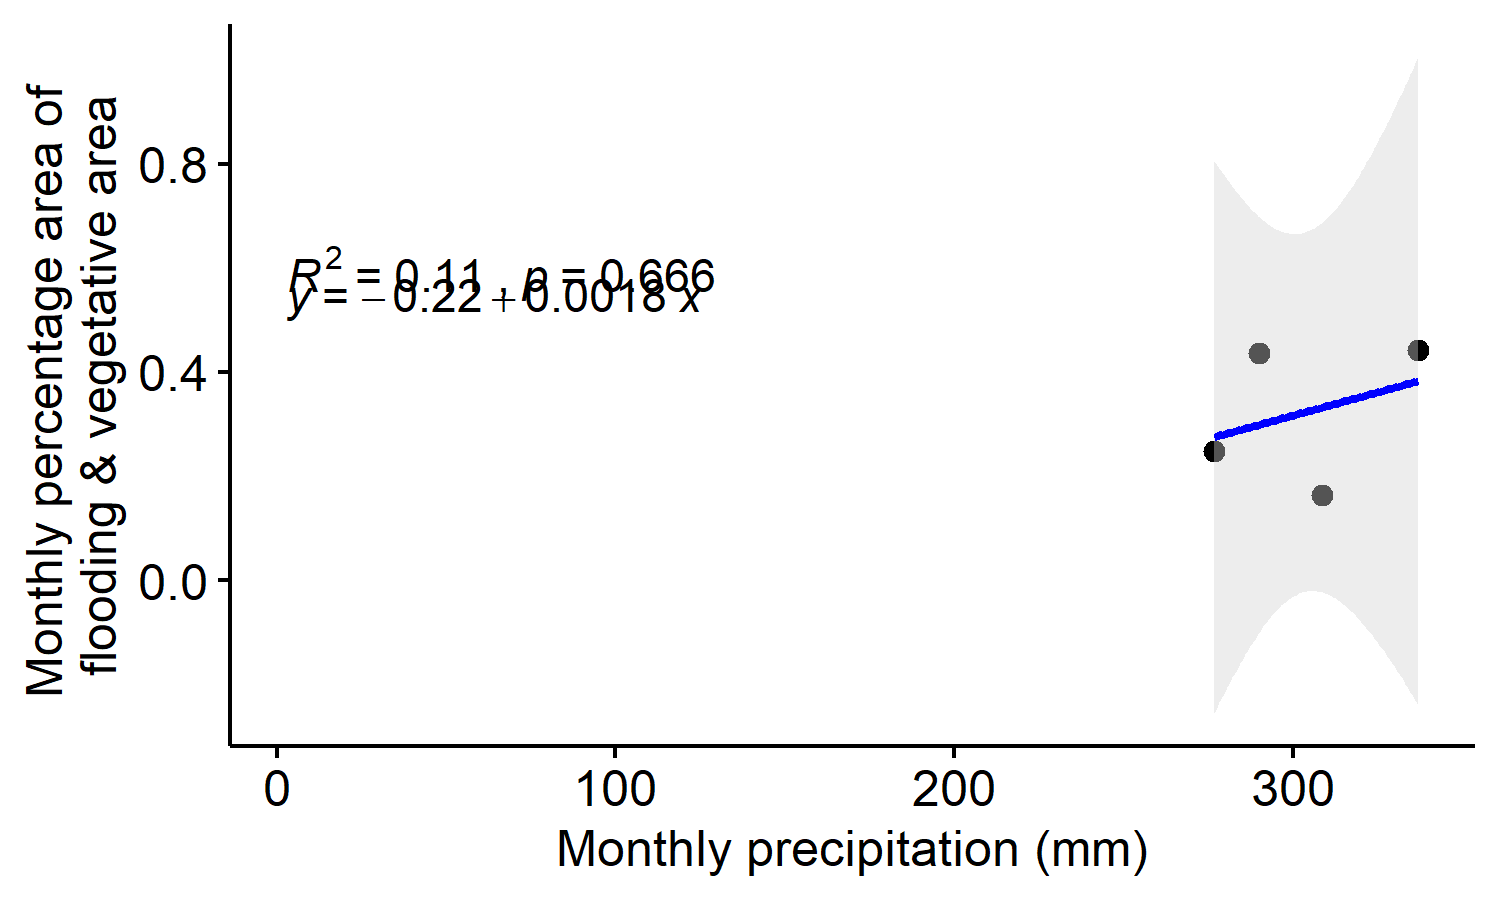 Monthly percentage area of
flooding & vegetative area
0.8
0.4
0.0
R² = 0.11 , p = 0.666
y = −0.22 + 0.0018 x
0 100 200 300
Monthly precipitation (mm)